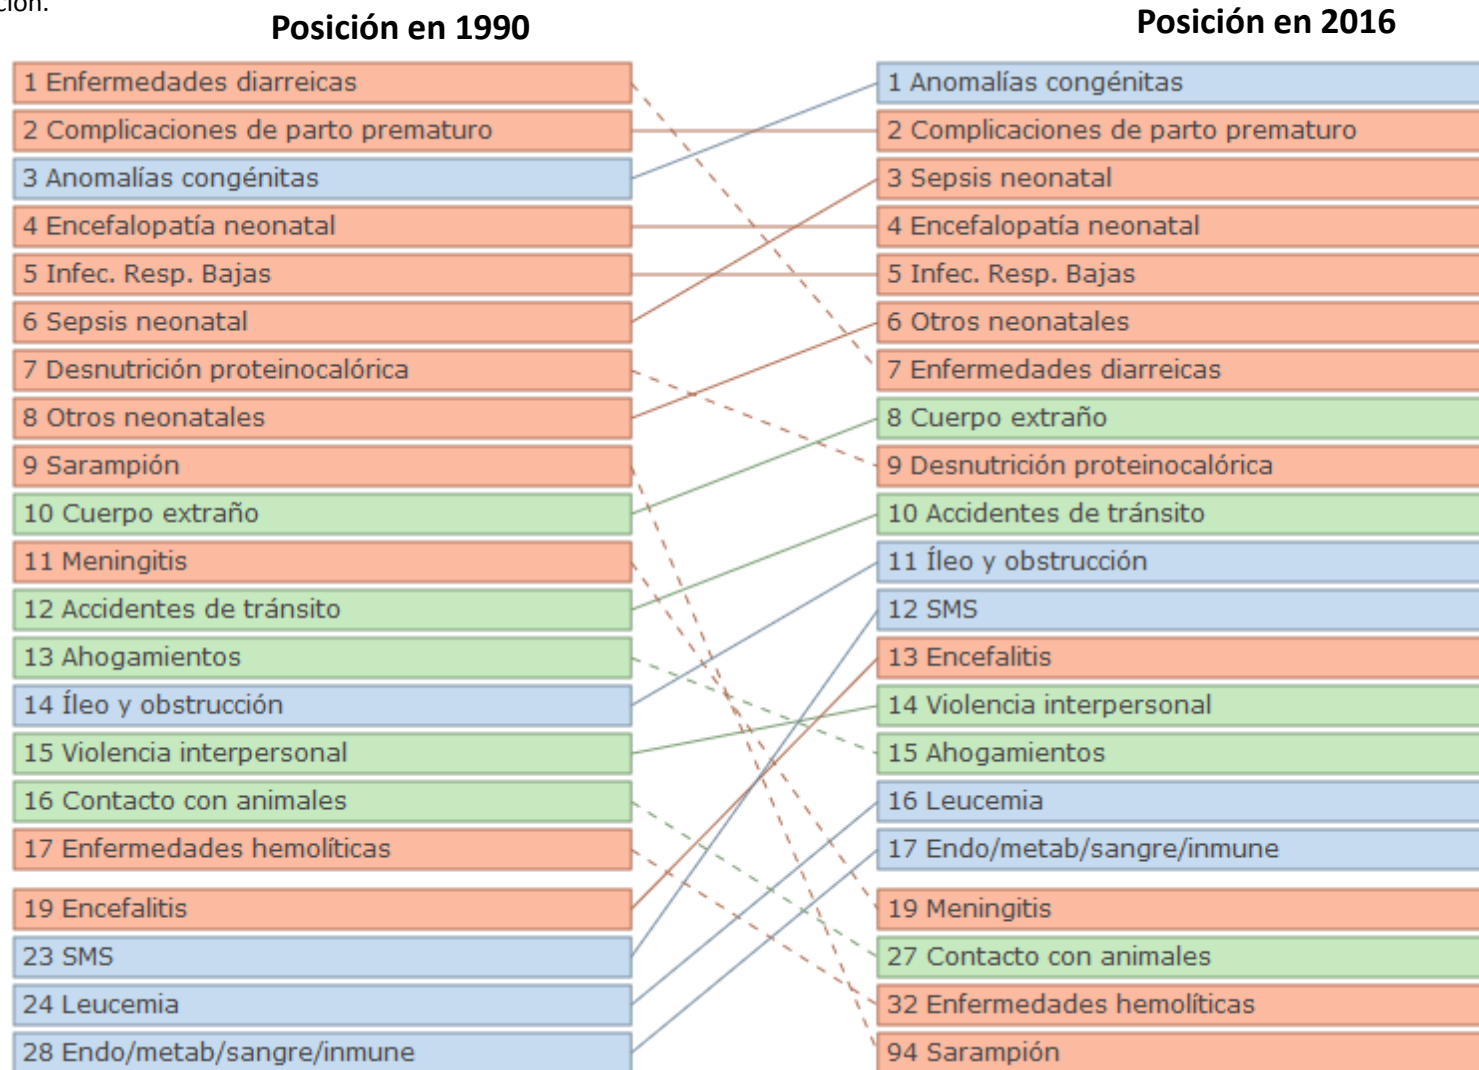 ción.
Posición en 1990
1 Enfermedades diarreicas
2 Complicaciones de parto prematuro
3 Anomalías congénitas
4 Encefalopatía neonatal
5 Infec. Resp. Bajas
6 Sepsis neonatal
7 Desnutrición proteinocalórica
8 Otros neonatales
9 Sarampión
10 Cuerpo extraño
11 Meningitis
12 Accidentes de tránsito
13 Ahogamientos
14 Íleo y obstrucción
15 Violencia interpersonal
16 Contacto con animales
17 Enfermedades hemolíticas
19 Encefalitis
23 SMS
24 Leucemia
28 Endo/metab/sangre/inmune
Posición en 2016
1 Anomalías congénitas
2 Complicaciones de parto prematuro
3 Sepsis neonatal
4 Encefalopatía neonatal
5 Infec. Resp. Bajas
6 Otros neonatales
7 Enfermedades diarreicas
8 Cuerpo extraño
9 Desnutrición proteinocalórica
10 Accidentes de tránsito
11 Íleo y obstrucción
12 SMS
13 Encefalitis
14 Violencia interpersonal
15 Ahogamientos
16 Leucemia
17 Endo/metab/sangre/inmune
19 Meningitis
27 Contacto con animales
32 Enfermedades hemolíticas
94 Sarampión